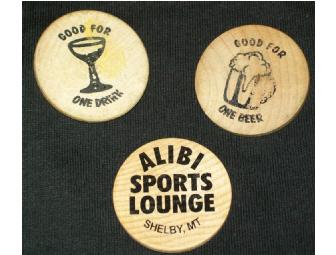 GOOD FOR
ONE DRINK
GOOD FOR
ONE BEER
ALIBI
SPORTS
LOUNGE
SHELBY, MT